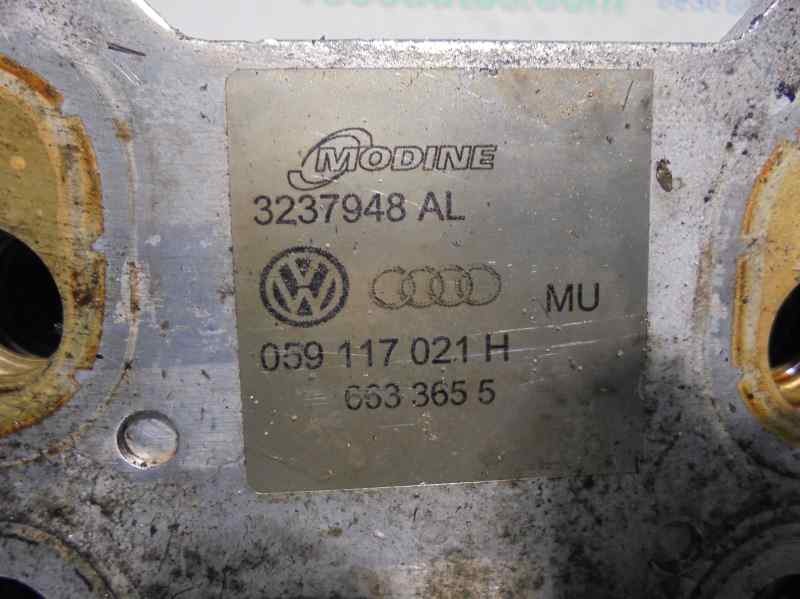 MODINE
3237948 AL
MU
059 117 021 H
663 365 5